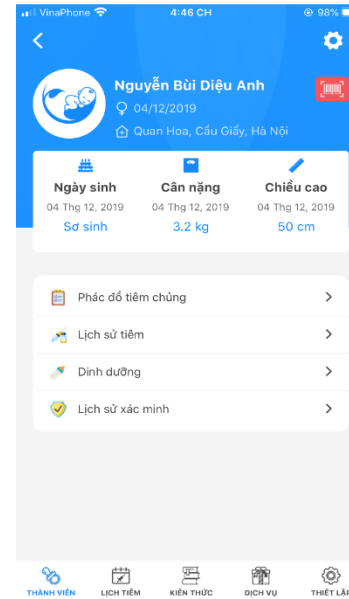 VinaPhone 4:46 CH 98%
Nguyễn Bùi Diệu Anh
04/12/2019
Quan Hoa, Cầu Giấy, Hà Nội
Ngày sinh Cân nặng Chiều cao
04 Thg 12, 2019 04 Thg 12, 2019 04 Thg 12, 2019
Sơ sinh 3.2 kg 50 cm
Phác đồ tiêm chủng
Lịch sử tiêm
Dinh dưỡng
Lịch sử xác minh
THÀNH VIÊN LỊCH TIÊM KIẾN THỨC DỊCH VỤ THIẾT LẬP